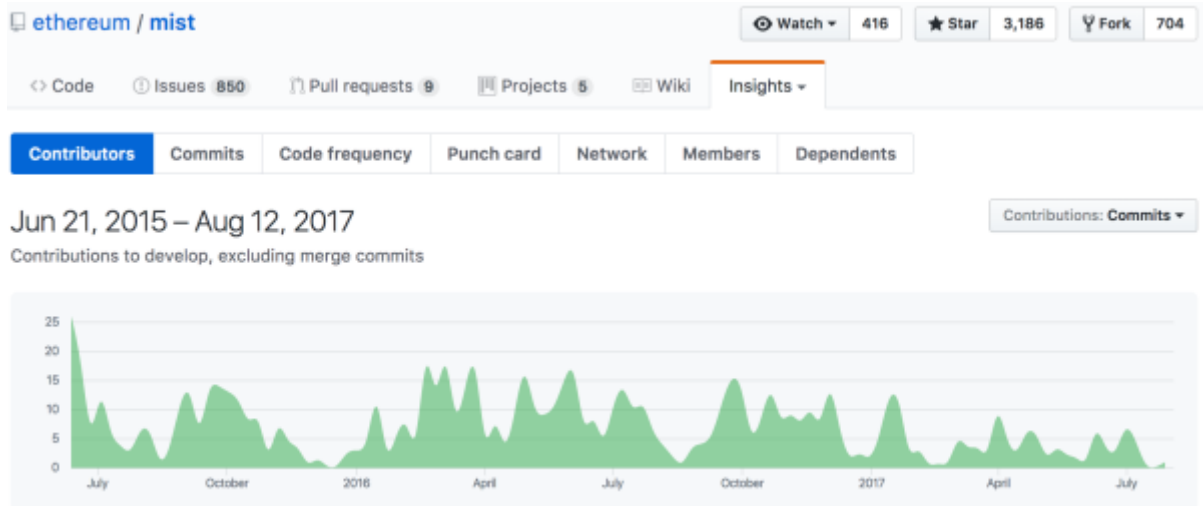 ethereum / mist
Watch 416 Star 3,186 Fork 704
Code Issues 850 Pull requests 9 Projects 5 Wiki Insights
Contributors Commits Code frequency Punch card Network Members Dependents
Jun 21, 2015 – Aug 12, 2017
Contributions: Commits
Contributions to develop, excluding merge commits
25
20
15
10
5
0
July October 2016 April July October 2017 April July